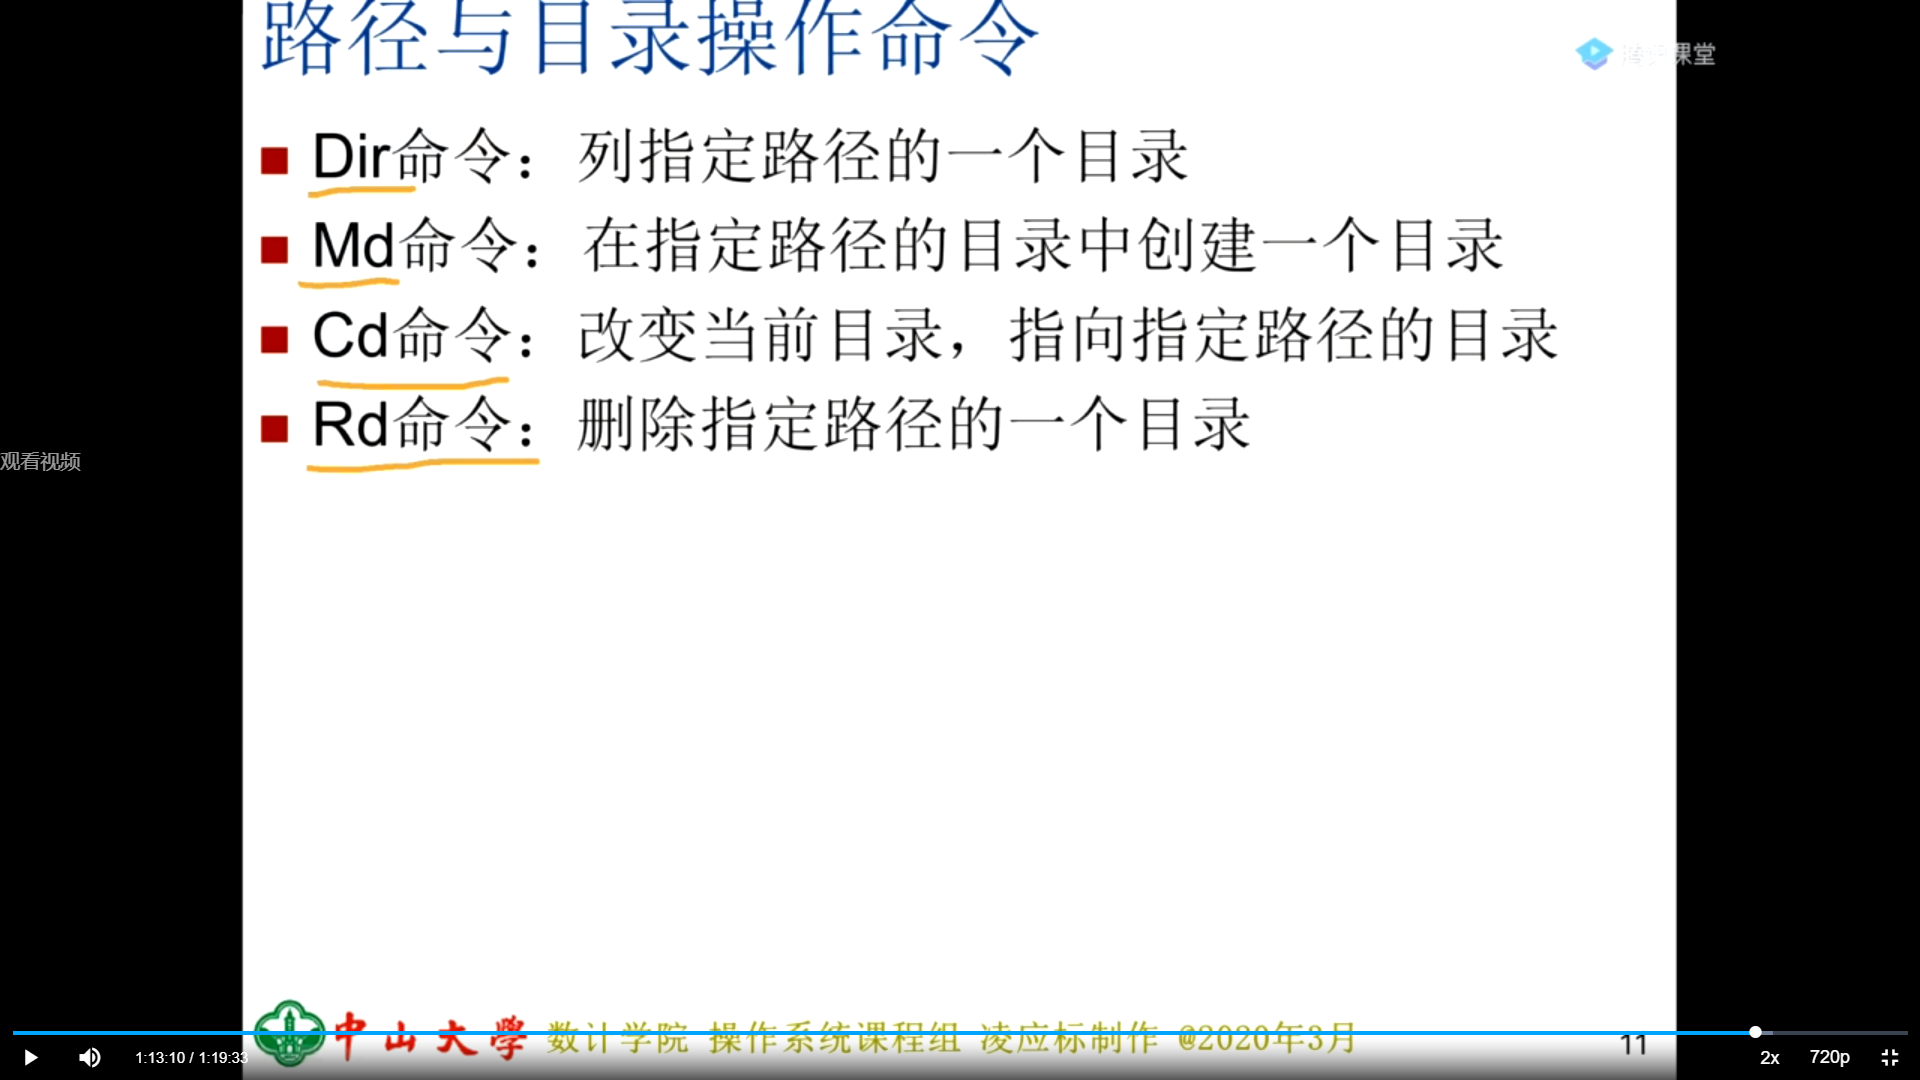 路径与目录操作命令
腾讯课堂
Dir命令：列指定路径的一个目录
Md命令：在指定路径的目录中创建一个目录
Cd命令：改变当前目录，指向指定路径的目录
Rd命令：删除指定路径的一个目录
观看视频
中山大學 数计学院 操作系统课程组 凌应标制作 @2020年3月
11
1:13:10 / 1:19:33
2x
720p